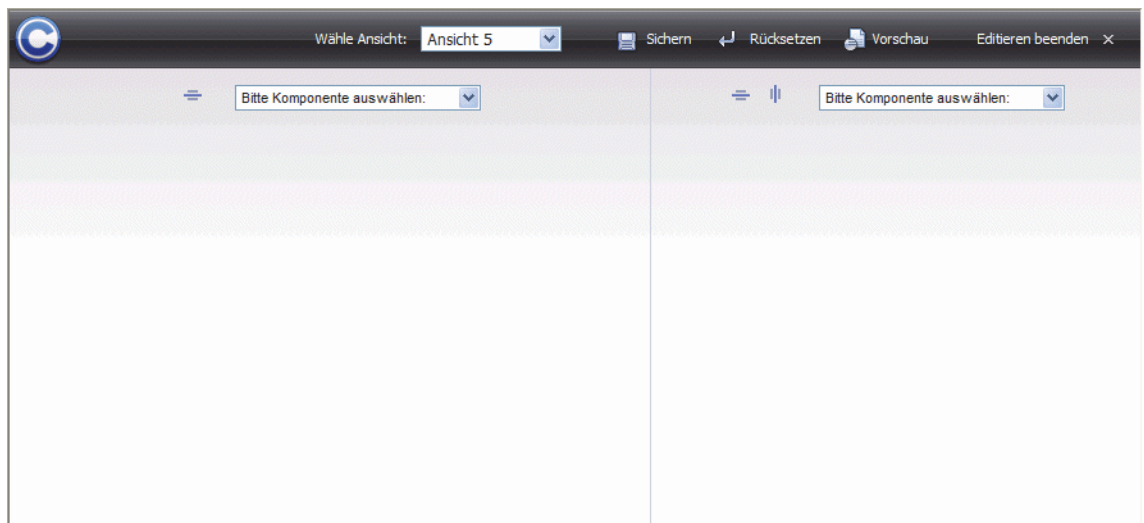 C
Wähle Ansicht: Ansicht 5 Sichern Rücksetzen Vorschau Editieren beenden ×
Bitte Komponente auswählen: Bitte Komponente auswählen: